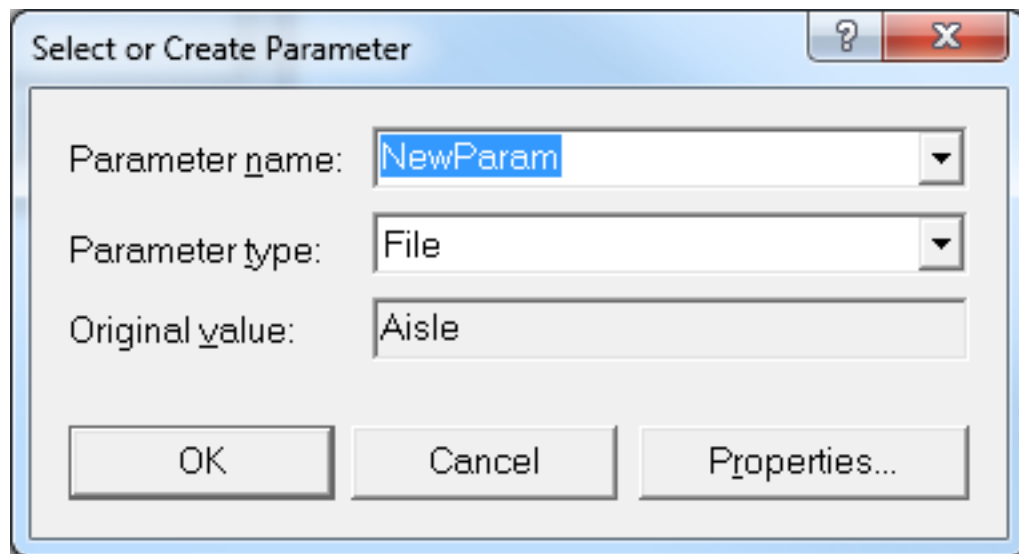 Select or Create Parameter
Parameter name: NewParam
Parameter type: File
Original value: Aisle
OK Cancel Properties...